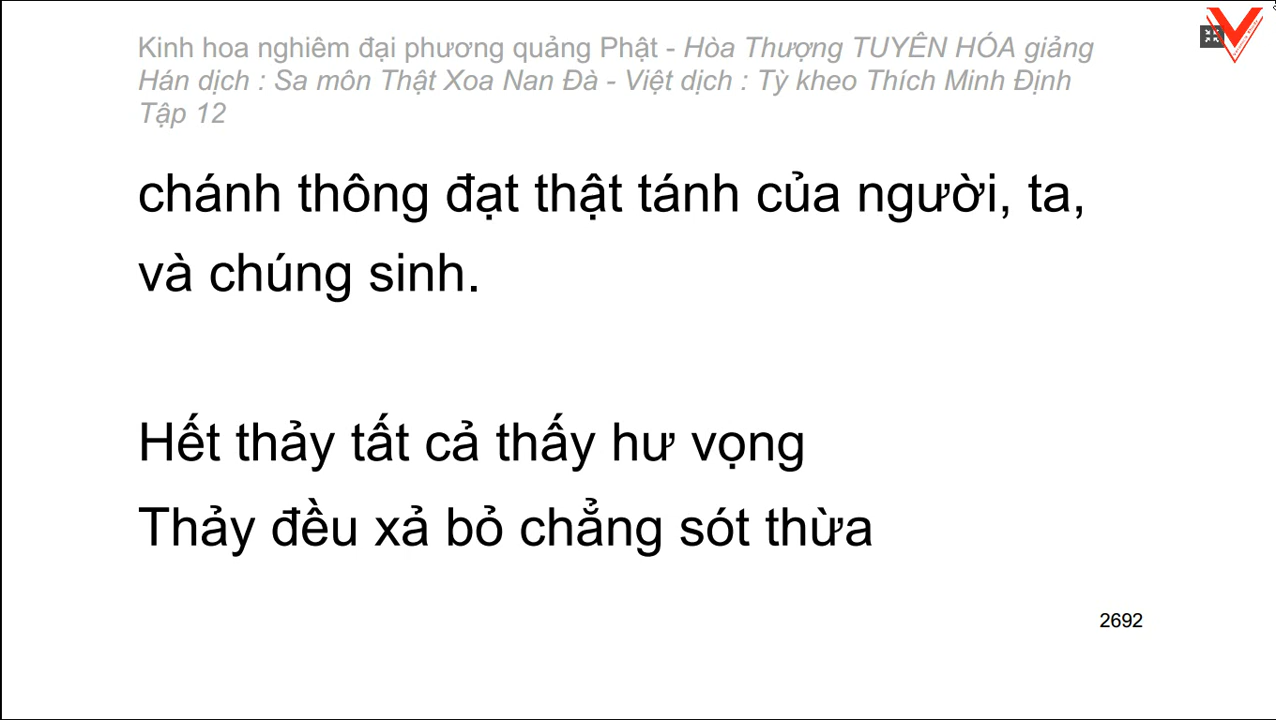 Kinh hoa nghiêm đại phương quảng Phật - Hòa Thượng TUYÊN HÓA giảng
Hán dịch : Sa môn Thật Xoa Nan Đà - Việt dịch : Tỳ kheo Thích Minh Định
Tập 12
chánh thông đạt thật tánh của người, ta,
và chúng sinh.
Hết thảy tất cả thấy hư vọng
Thảy đều xả bỏ chẳng sót thừa
2692